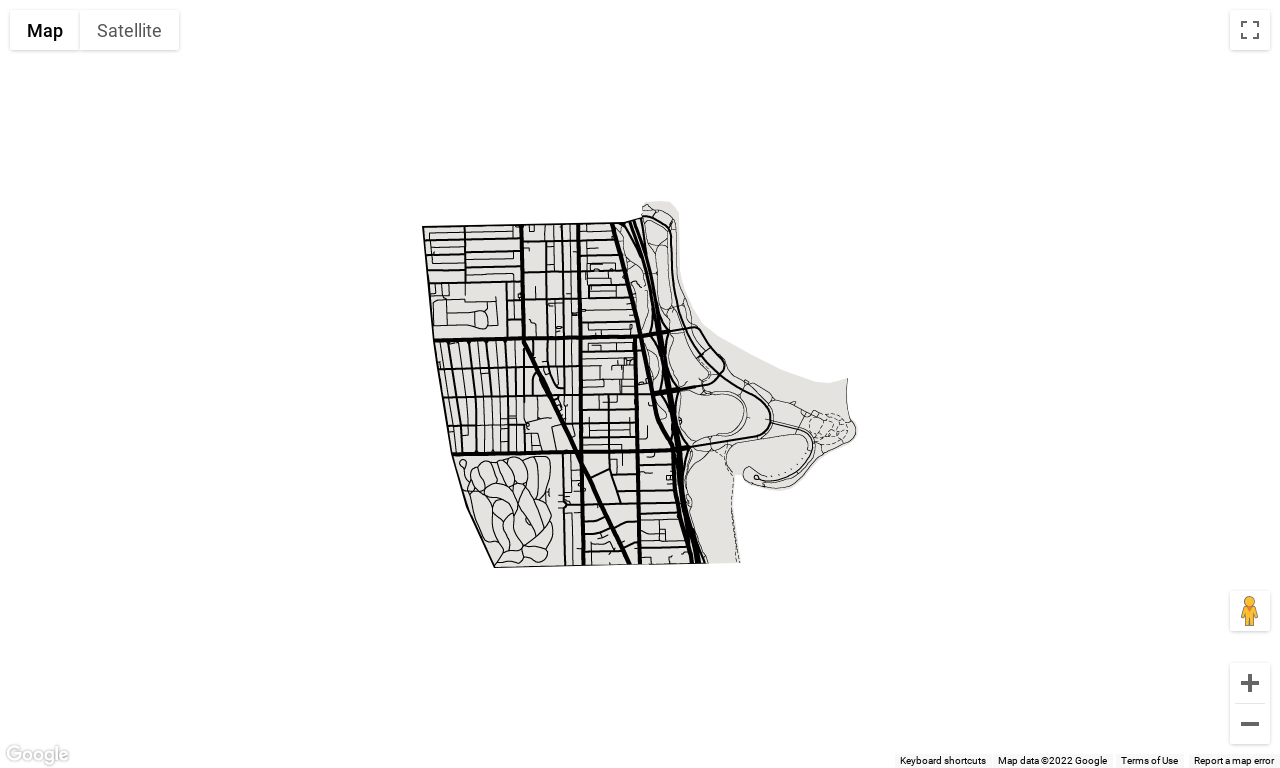 Map
Satellite
Google
Keyboard shortcuts
Map data ©2022 Google
Terms of Use
Report a map error